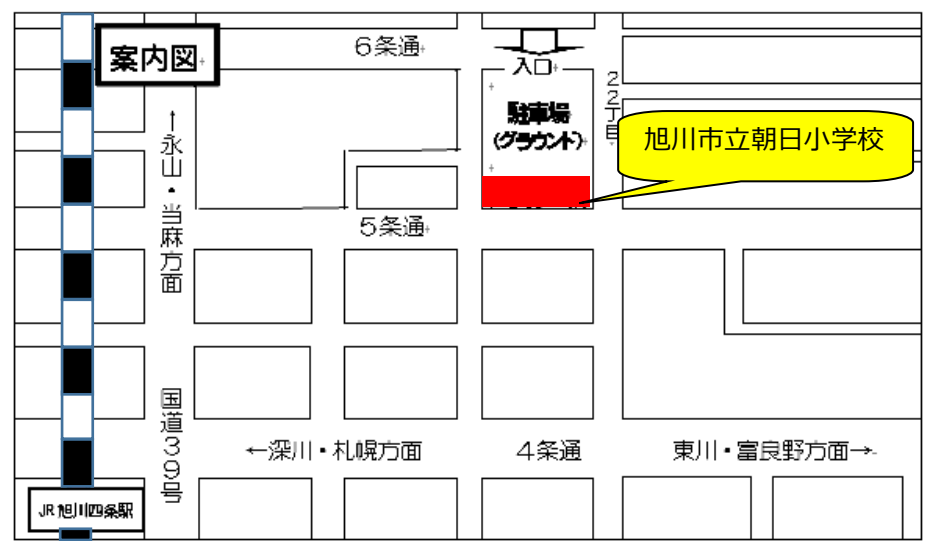 案内図
6条通
入口
駐車場
(グラウンド)
22丁目
旭川市立朝日小学校
↑永山・当麻方面
5条通
国道39号
←深川・札幌方面
4条通
東川・富良野方面→
JR旭川四条駅